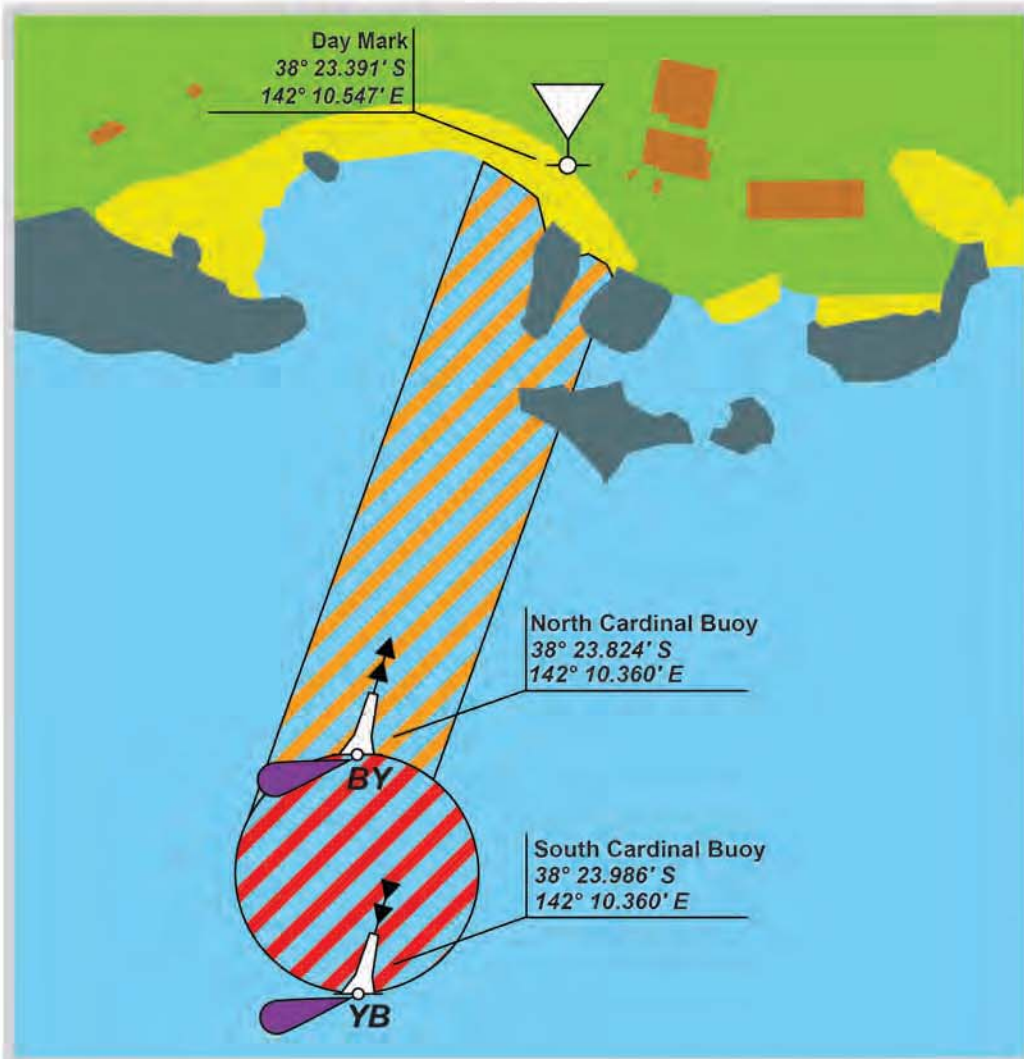 Day Mark
38° 23.391' S
142° 10.547' E
North Cardinal Buoy
38° 23.824' S
142° 10.360' E
BY
South Cardinal Buoy
38° 23.986' S
142° 10.360' E
YB